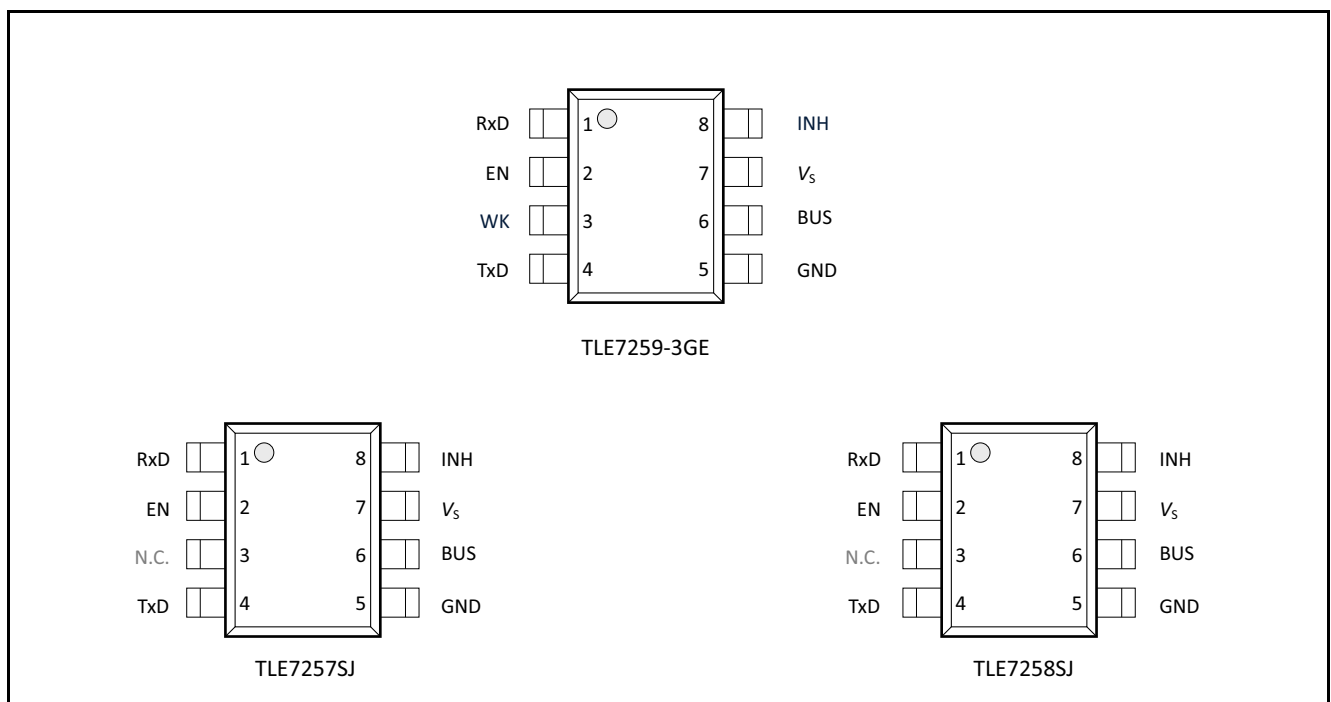 RxD 1 8 INH
EN 2 7 VS
WK 3 6 BUS
TxD 4 5 GND
TLE7259-3GE
RxD 1 8 INH
EN 2 7 VS
N.C. 3 6 BUS
TxD 4 5 GND
TLE7257SJ
RxD 1 8 INH
EN 2 7 VS
N.C. 3 6 BUS
TxD 4 5 GND
TLE7258SJ